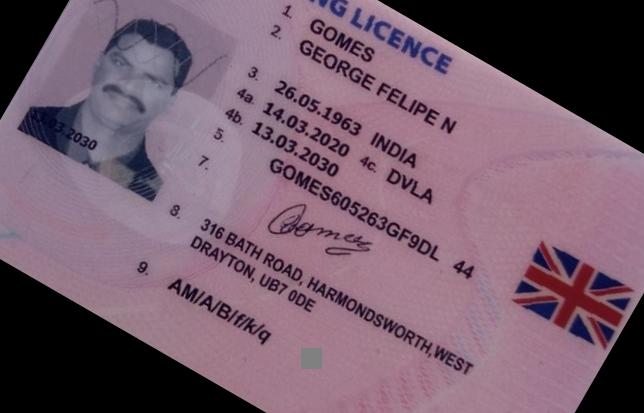 NG LICENCE
1. GOMES
2. GEORGE FELIPE N
3. 26.05.1963 INDIA
4a. 14.03.2020 4c. DVLA
4b. 13.03.2030
5. GOMES605263GF9DL 44
7. Gomes
8. 316 BATH ROAD, HARMONDSWORTH,WEST
DRAYTON, UB7 0DE
9. AM/A/B/f/k/q
13.03.2030